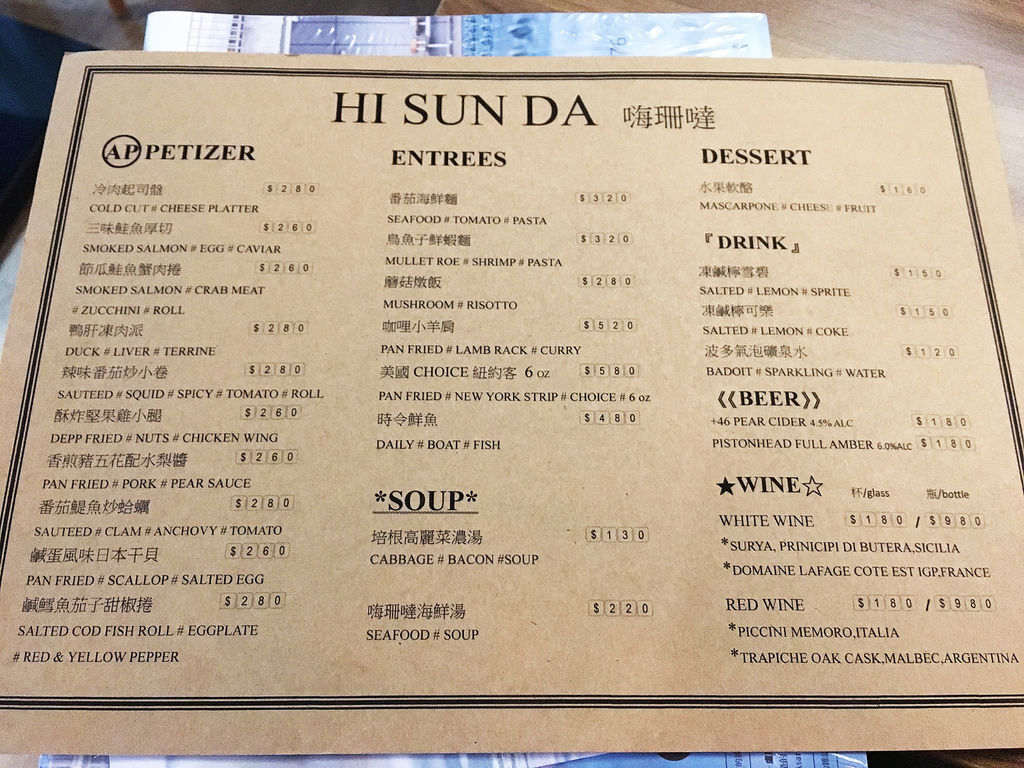 HI SUN DA 嗨珊噠
APPETIZER
冷肉起司盤 $280
COLD CUT # CHEESE PLATTER
三味鮭魚厚切 $260
SMOKED SALMON # EGG # CAVIAR
節瓜鮭魚蟹肉捲 $260
SMOKED SALMON # CRAB MEAT
# ZUCCHINI # ROLL
鴨肝凍肉派 $280
DUCK # LIVER # TERRINE
辣味番茄炒小卷 $280
SAUTEED # SQUID # SPICY # TOMATO # ROLL
酥炸堅果雞小腿 $260
DEPP FRIED # NUTS # CHICKEN WING
香煎豬五花配水梨醬 $260
PAN FRIED # PORK # PEAR SAUCE
番茄鯷魚炒蛤蠣 $280
SAUTEED # CLAM # ANCHOVY # TOMATO
鹹蛋風味日本干貝 $260
PAN FRIED # SCALLOP # SALTED EGG
鹹鱈魚茄子甜椒捲 $280
SALTED COD FISH ROLL # EGGPLATE
# RED & YELLOW PEPPER
ENTREES
番茄海鮮麵 $320
SEAFOOD # TOMATO # PASTA
烏魚子鮮蝦麵 $320
MULLET ROE # SHRIMP # PASTA
蘑菇燉飯 $280
MUSHROOM # RISOTTO
咖哩小羊肩 $520
PAN FRIED # LAMB RACK # CURRY
美國 CHOICE 紐約客 6 oz $580
PAN FRIED # NEW YORK STRIP # CHOICE # 6 oz
時令鮮魚 $480
DAILY # BOAT # FISH
*SOUP*
培根高麗菜濃湯 $130
CABBAGE # BACON #SOUP
嗨珊噠海鮮湯 $220
SEAFOOD # SOUP
DESSERT
水果軟酪 $160
MASCARPONE # CHEESE # FRUIT
『DRINK』
凍鹹檸雪碧 $150
SALTED # LEMON # SPRITE
凍鹹檸可樂 $150
SALTED # LEMON # COKE
波多氣泡礦泉水 $120
BADOIT # SPARKLING # WATER
《《BEER》》
+46 PEAR CIDER 4.5% ALC $180
PISTONHEAD FULL AMBER 6.0%ALC $180
★WINE☆ 杯/glass 瓶/bottle
WHITE WINE $180 / $980
*SURYA, PRINICIPI DI BUTERA,SICILIA
*DOMAINE LAFAGE COTE EST IGP,FRANCE
RED WINE $180 / $980
*PICCINI MEMORO,ITALIA
*TRAPICHE OAK CASK,MALBEC,ARGENTINA